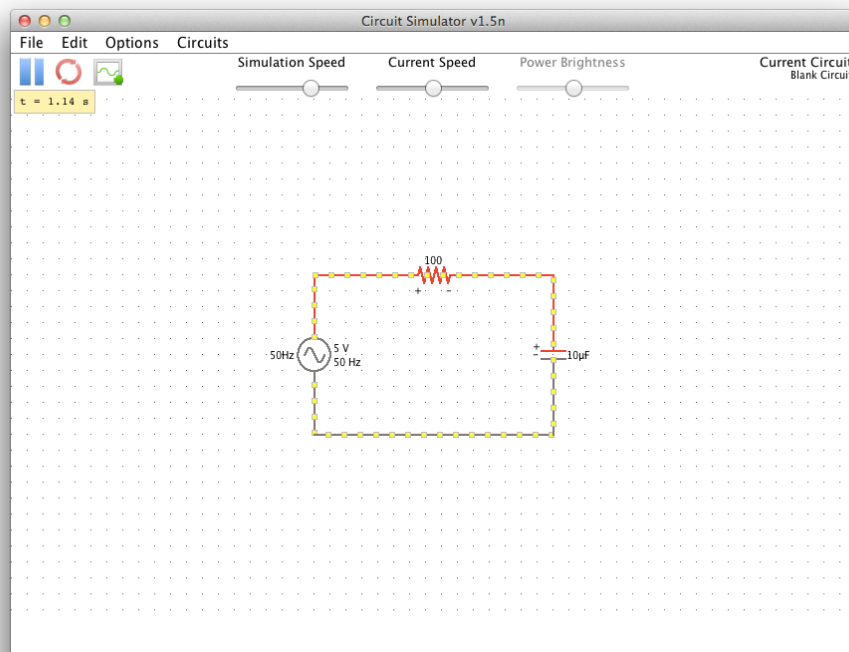 Circuit Simulator v1.5n
File Edit Options Circuits
Simulation Speed Current Speed Power Brightness Current Circuit
Blank Circuit
t = 1.14 s
100
+ -
50Hz 5 V
50 Hz
+
-
10µF